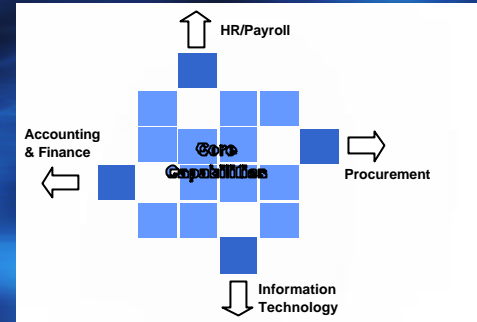 HR/Payroll
Accounting
& Finance
Core
Capabilities
Procurement
Information
Technology